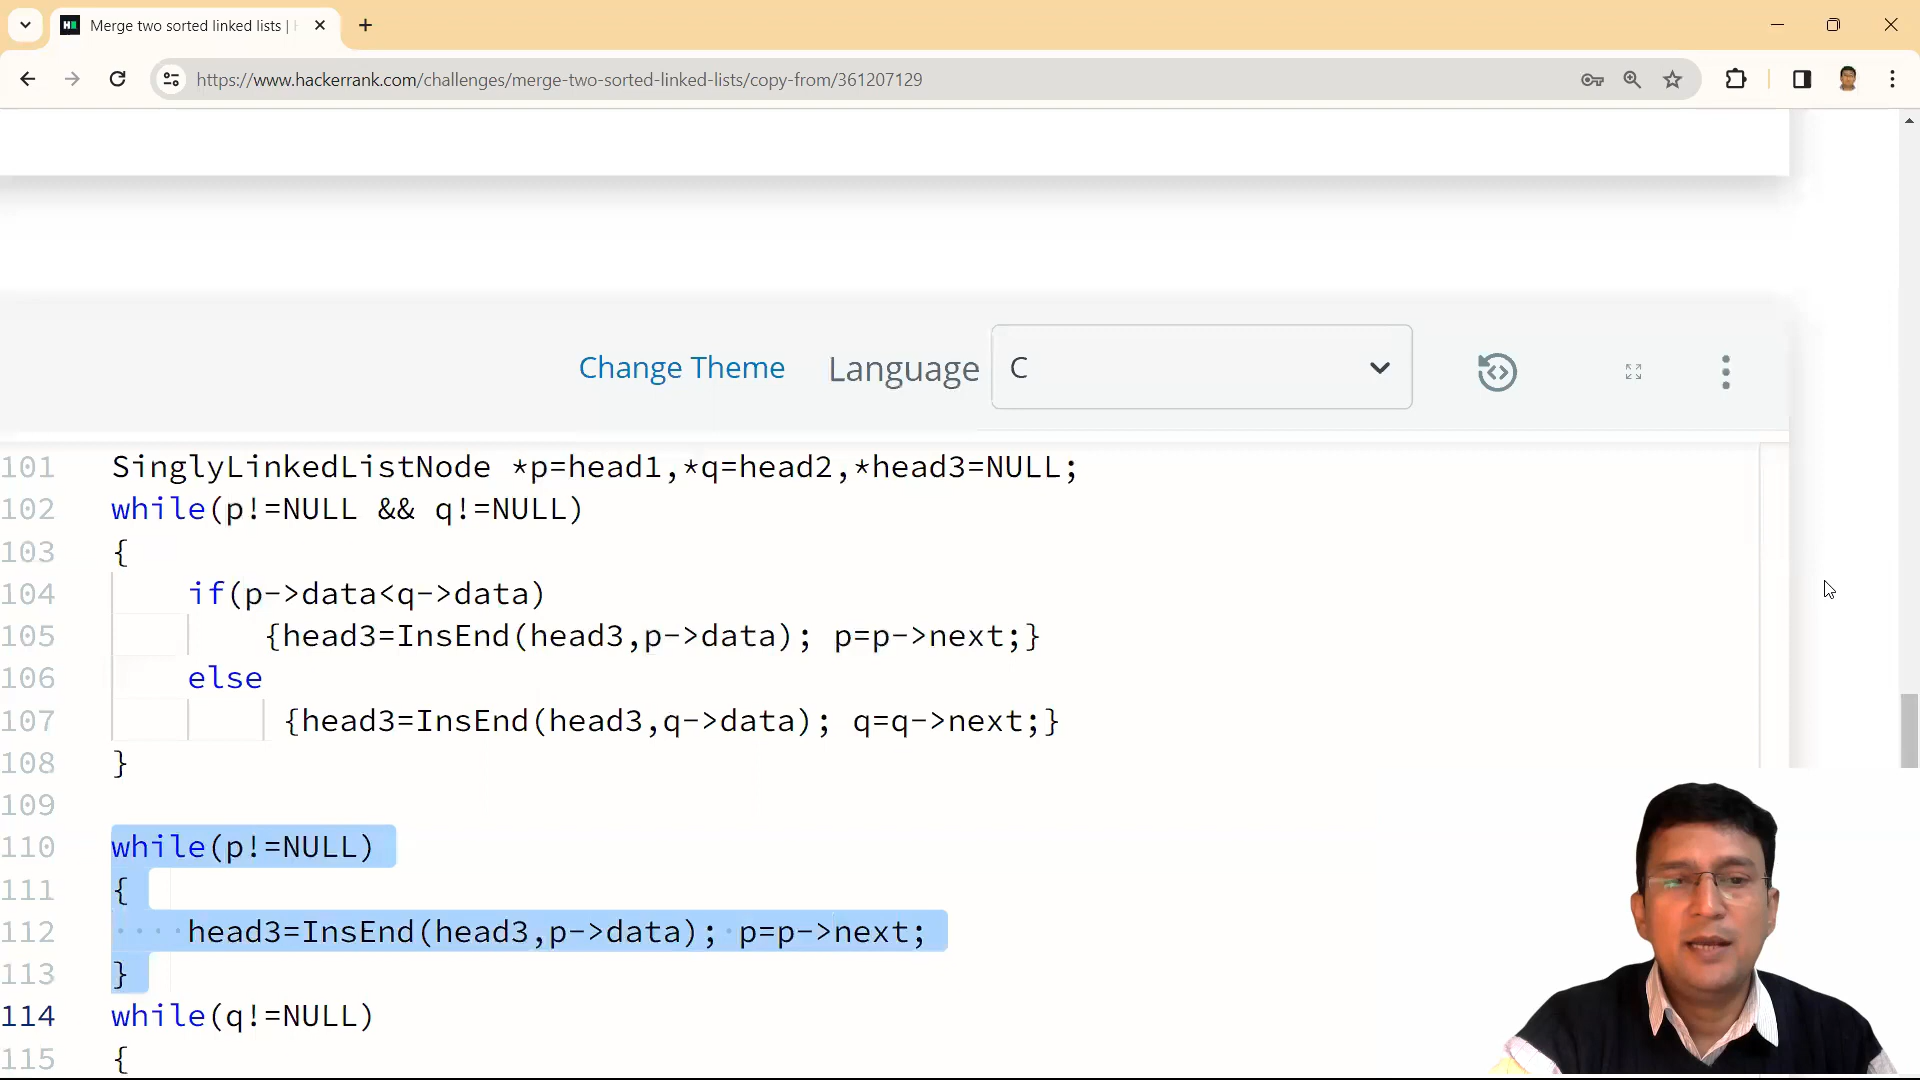 Merge two sorted linked lists |
https://www.hackerrank.com/challenges/merge-two-sorted-linked-lists/copy-from/361207129
Change Theme Language C
101 SinglyLinkedListNode *p=head1,*q=head2,*head3=NULL;
102 while(p!=NULL && q!=NULL)
103 {
104 if(p->data<q->data)
105 {head3=InsEnd(head3,p->data); p=p->next;}
106 else
107 {head3=InsEnd(head3,q->data); q=q->next;}
108 }
109
110 while(p!=NULL)
111 {
112 head3=InsEnd(head3,p->data); p=p->next;
113 }
114 while(q!=NULL)
115 {